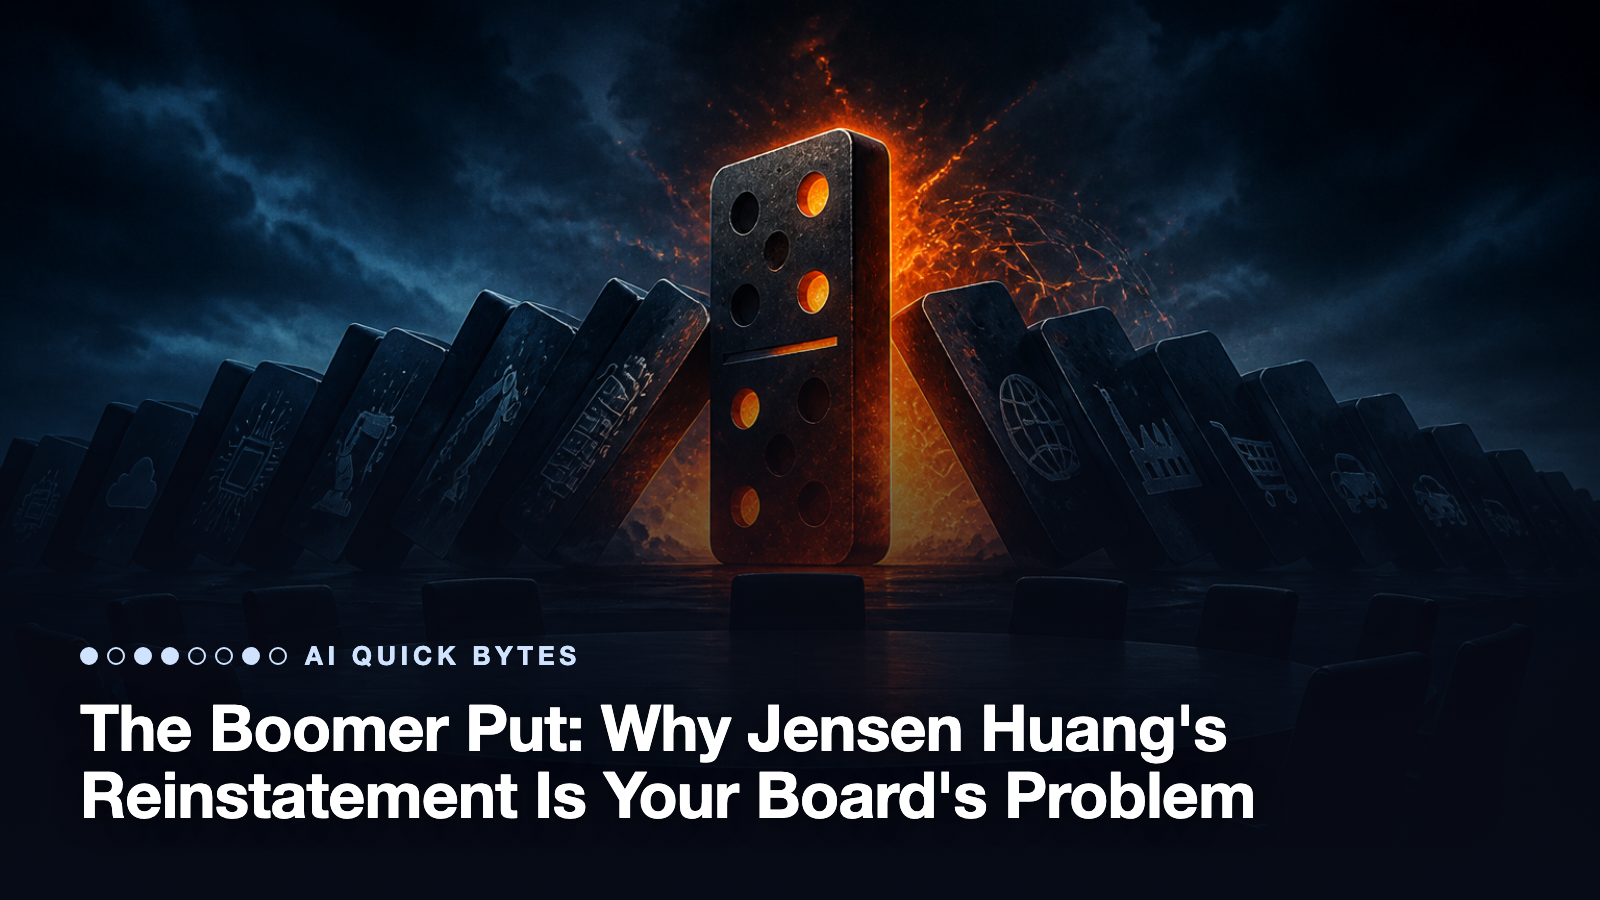 AI QUICK BYTES
The Boomer Put: Why Jensen Huang's
Reinstatement Is Your Board's Problem